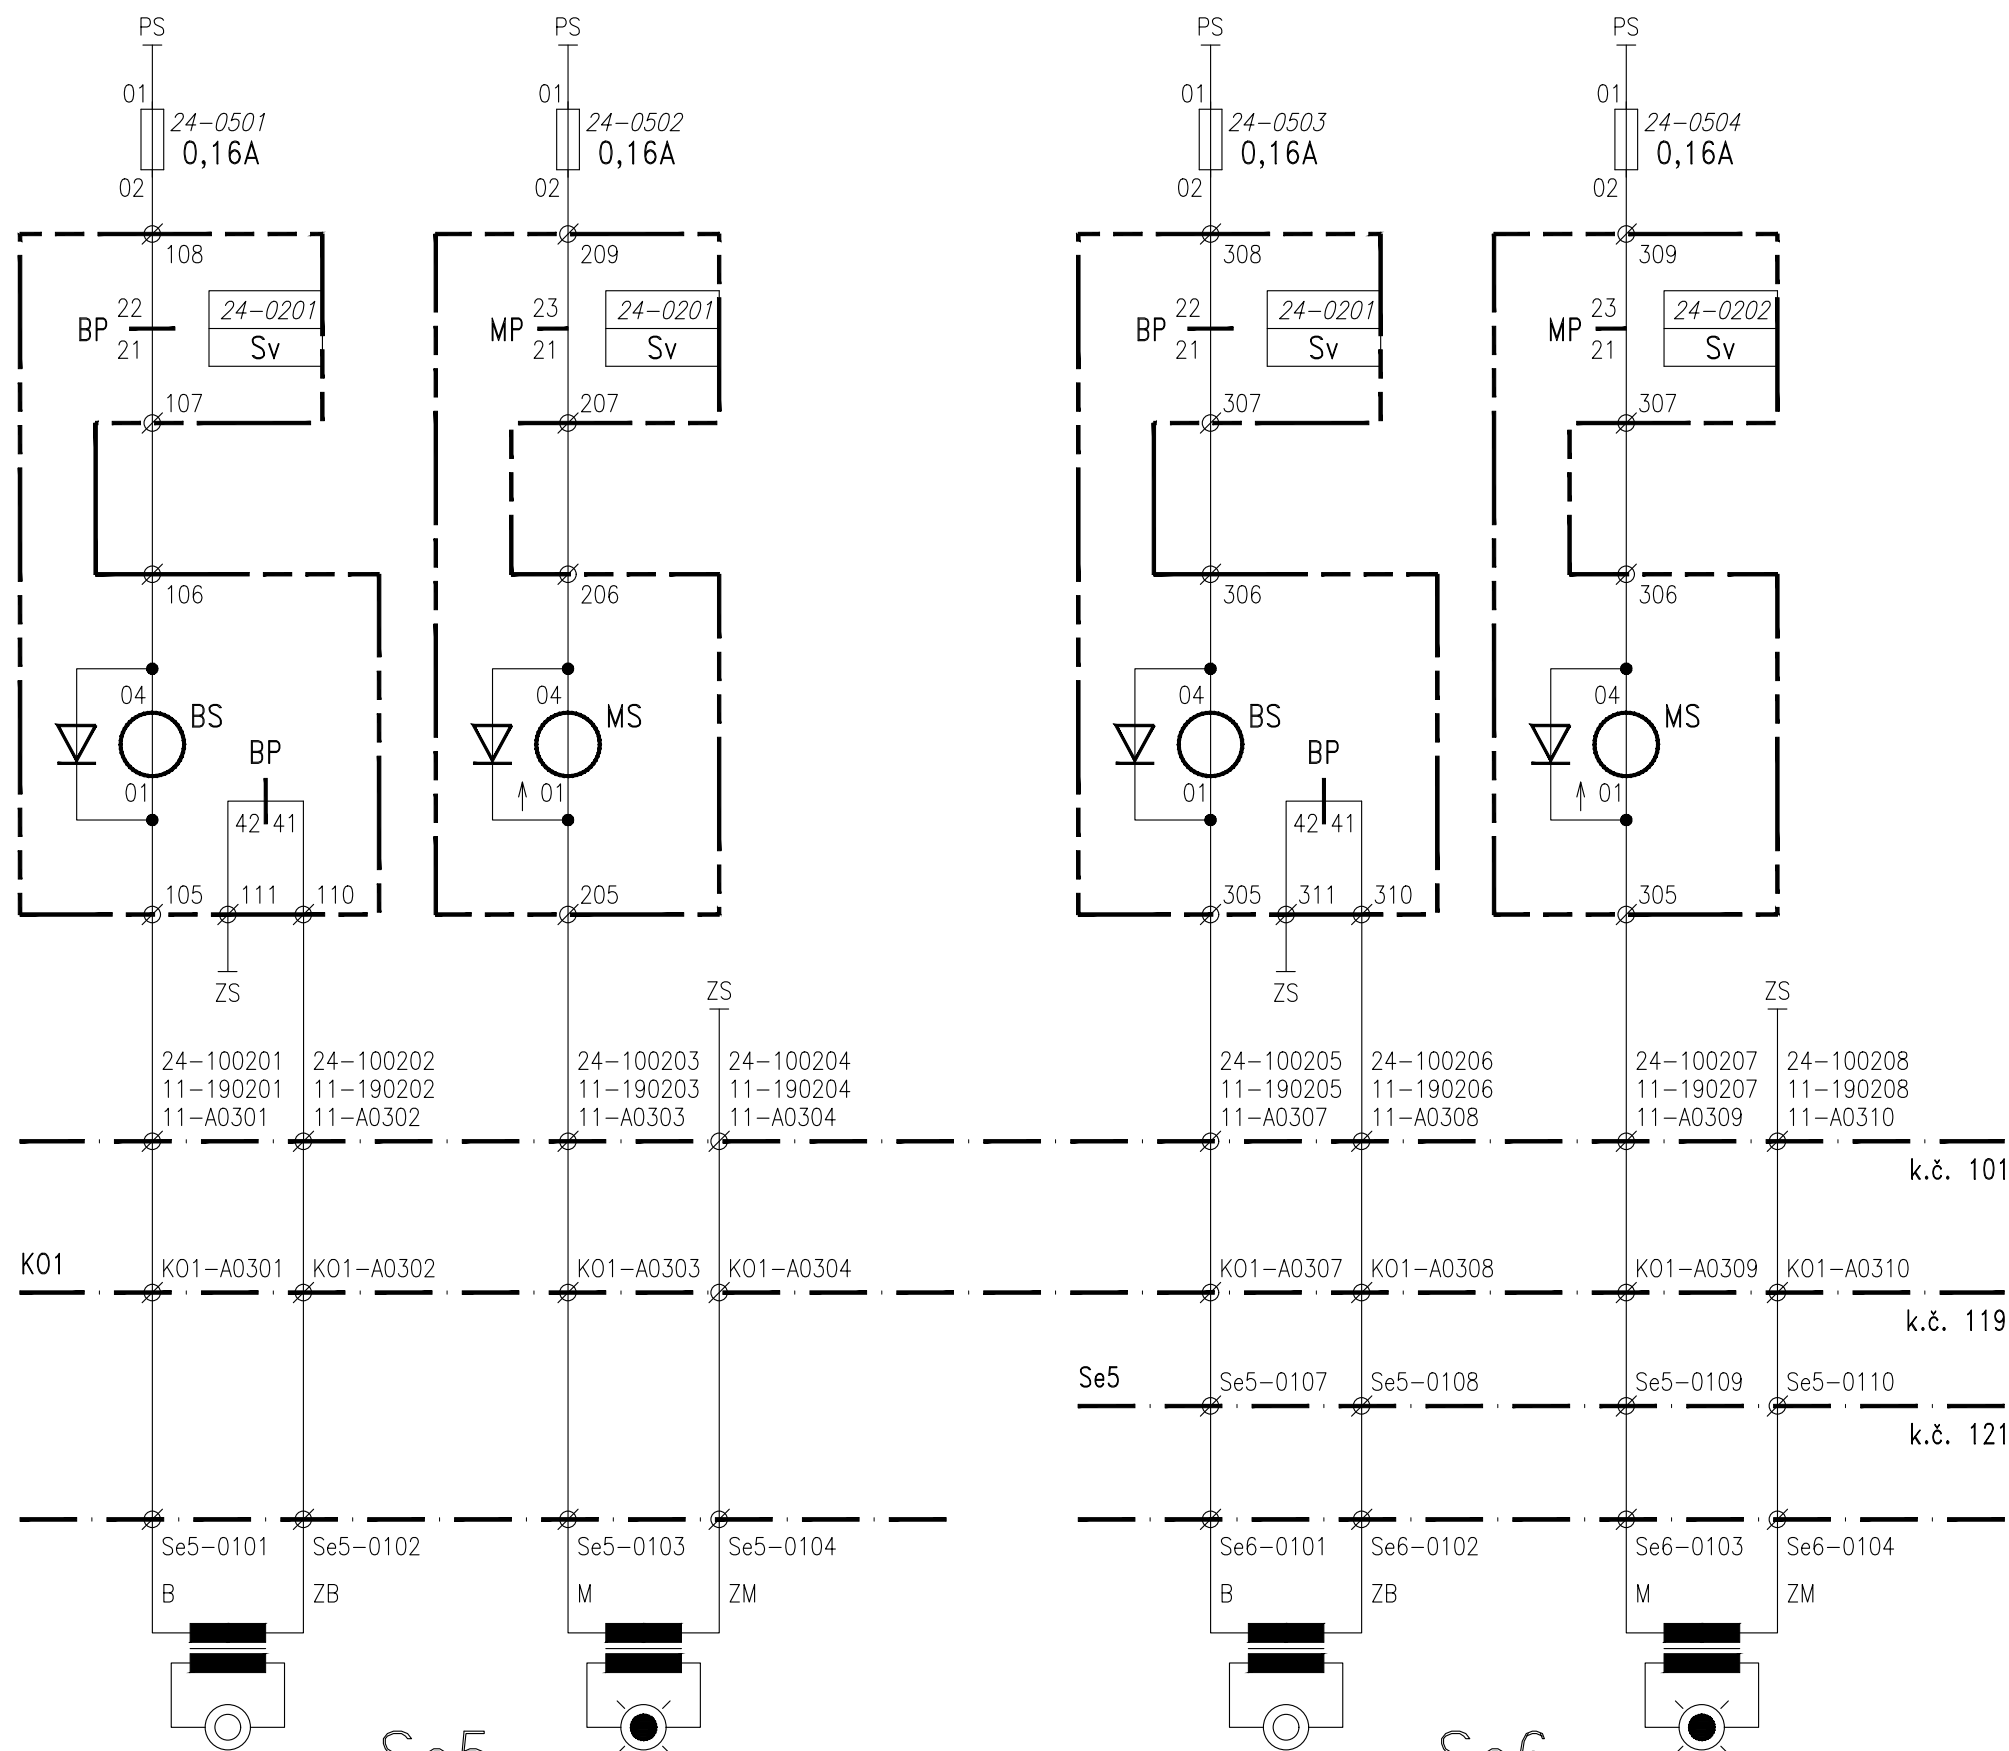 PS PS PS PS
01 01 01 01
24-0501 24-0502 24-0503 24-0504
0,16A 0,16A 0,16A 0,16A
02 02 02 02
108 209 308 309
22 24-0201 23 24-0201 22 24-0201 23 24-0202
BP MP BP MP
21 Sv 21 Sv 21 Sv 21 Sv
107 207 307 307
106 206 306 306
04 04 04 04
BS MS BS MS
BP BP
01 01 01 01
42 41 42 41
105 111 110 205 305 311 310 305
ZS ZS ZS ZS
24-100201 24-100202 24-100203 24-100204 24-100205 24-100206 24-100207 24-100208
11-190201 11-190202 11-190203 11-190204 11-190205 11-190206 11-190207 11-190208
11-A0301 11-A0302 11-A0303 11-A0304 11-A0307 11-A0308 11-A0309 11-A0310
k.č. 101
K01 K01-A0301 K01-A0302 K01-A0303 K01-A0304 K01-A0307 K01-A0308 K01-A0309 K01-A0310
k.č. 119
Se5 Se5-0107 Se5-0108 Se5-0109 Se5-0110
k.č. 121
Se5-0101 Se5-0102 Se5-0103 Se5-0104 Se6-0101 Se6-0102 Se6-0103 Se6-0104
B ZB M ZM B ZB M ZM
Se5 Se6